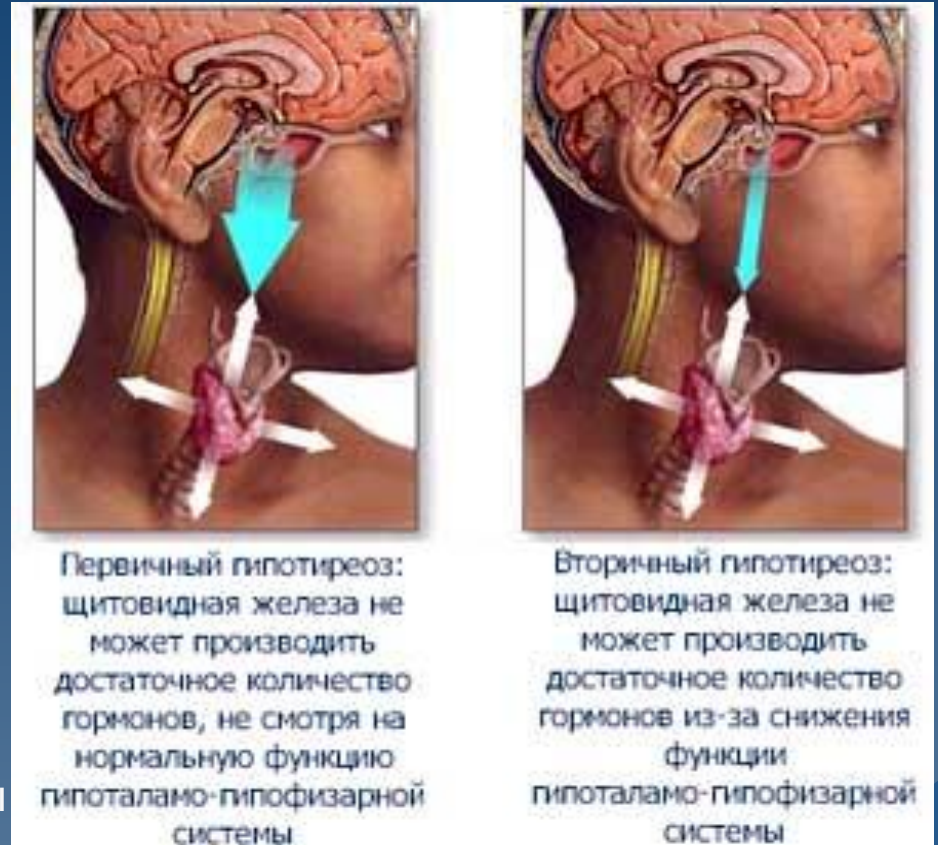 Первичный гипотиреоз:
щитовидная железа не
может производить
достаточное количество
гормонов, не смотря на
нормальную функцию
гипоталамо-гипофизарной
системы
Вторичный гипотиреоз:
щитовидная железа не
может производить
достаточное количество
гормонов из-за снижения
функции
гипоталамо-гипофизарной
системы